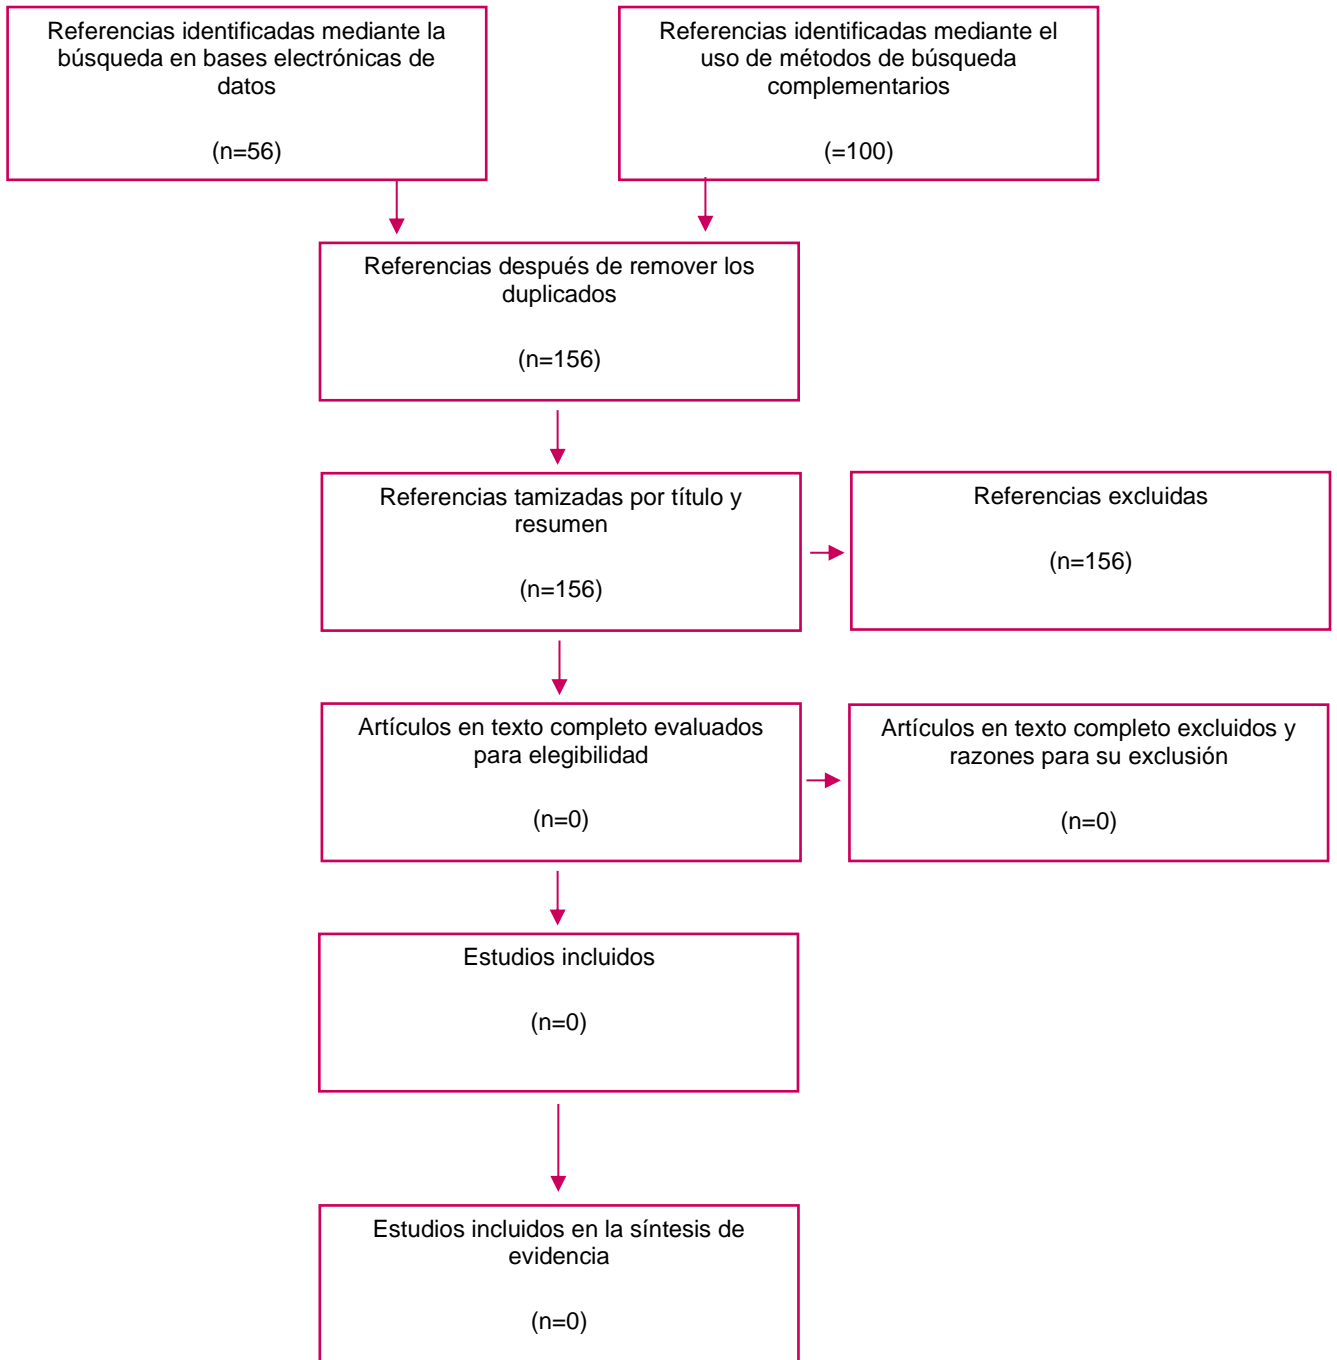 Referencias identificadas mediante la
búsqueda en bases electrónicas de
datos
(n=56)
Referencias identificadas mediante el
uso de métodos de búsqueda
complementarios
(=100)
Referencias después de remover los
duplicados
(n=156)
Referencias tamizadas por título y
resumen
(n=156)
Referencias excluidas
(n=156)
Artículos en texto completo evaluados
para elegibilidad
(n=0)
Artículos en texto completo excluidos y
razones para su exclusión
(n=0)
Estudios incluidos
(n=0)
Estudios incluidos en la síntesis de
evidencia
(n=0)